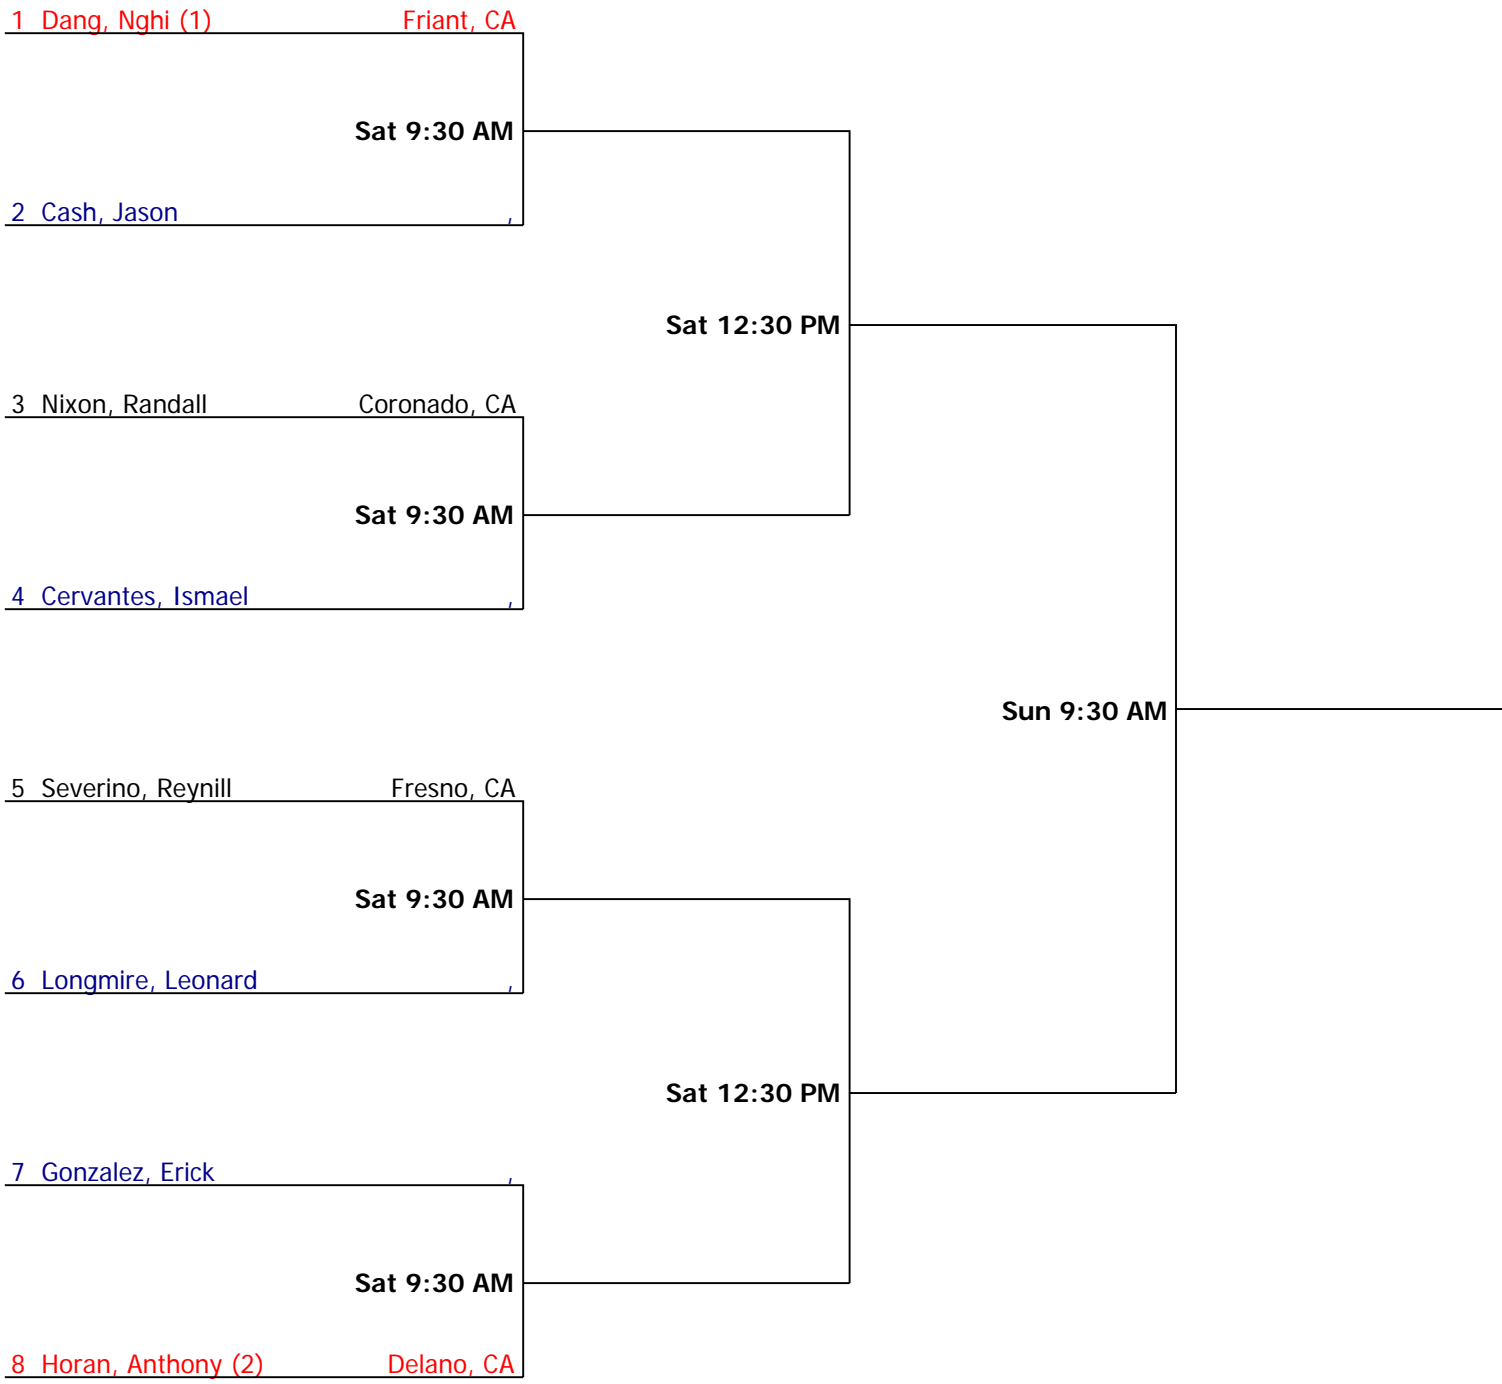 1 Dang, Nghi (1) Friant, CA
Sat 9:30 AM
2 Cash, Jason ,
Sat 12:30 PM
3 Nixon, Randall Coronado, CA
Sat 9:30 AM
4 Cervantes, Ismael ,
Sun 9:30 AM
5 Severino, Reynill Fresno, CA
Sat 9:30 AM
6 Longmire, Leonard ,
Sat 12:30 PM
7 Gonzalez, Erick ,
Sat 9:30 AM
8 Horan, Anthony (2) Delano, CA